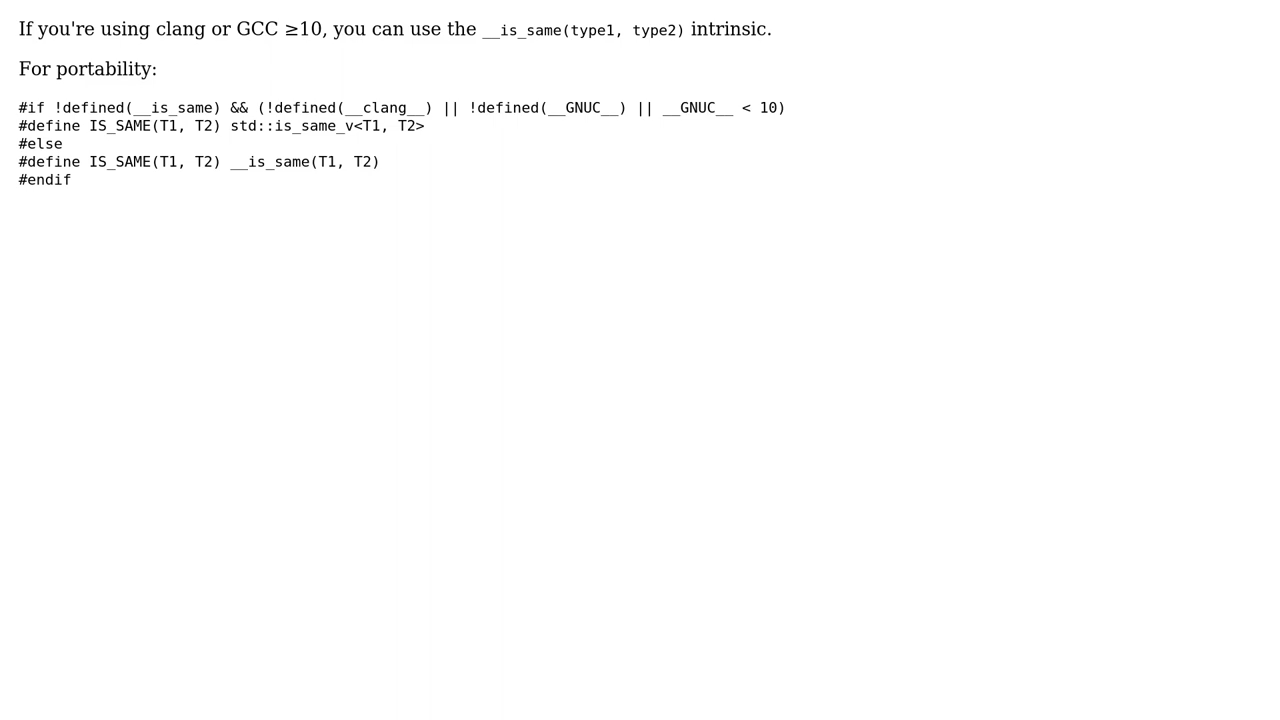 If you're using clang or GCC ≥10, you can use the __is_same(type1, type2) intrinsic.
For portability:
#if !defined(__is_same) && (!defined(__clang__) || !defined(__GNUC__) || __GNUC__ < 10)
#define IS_SAME(T1, T2) std::is_same_v<T1, T2>
#else
#define IS_SAME(T1, T2) __is_same(T1, T2)
#endif